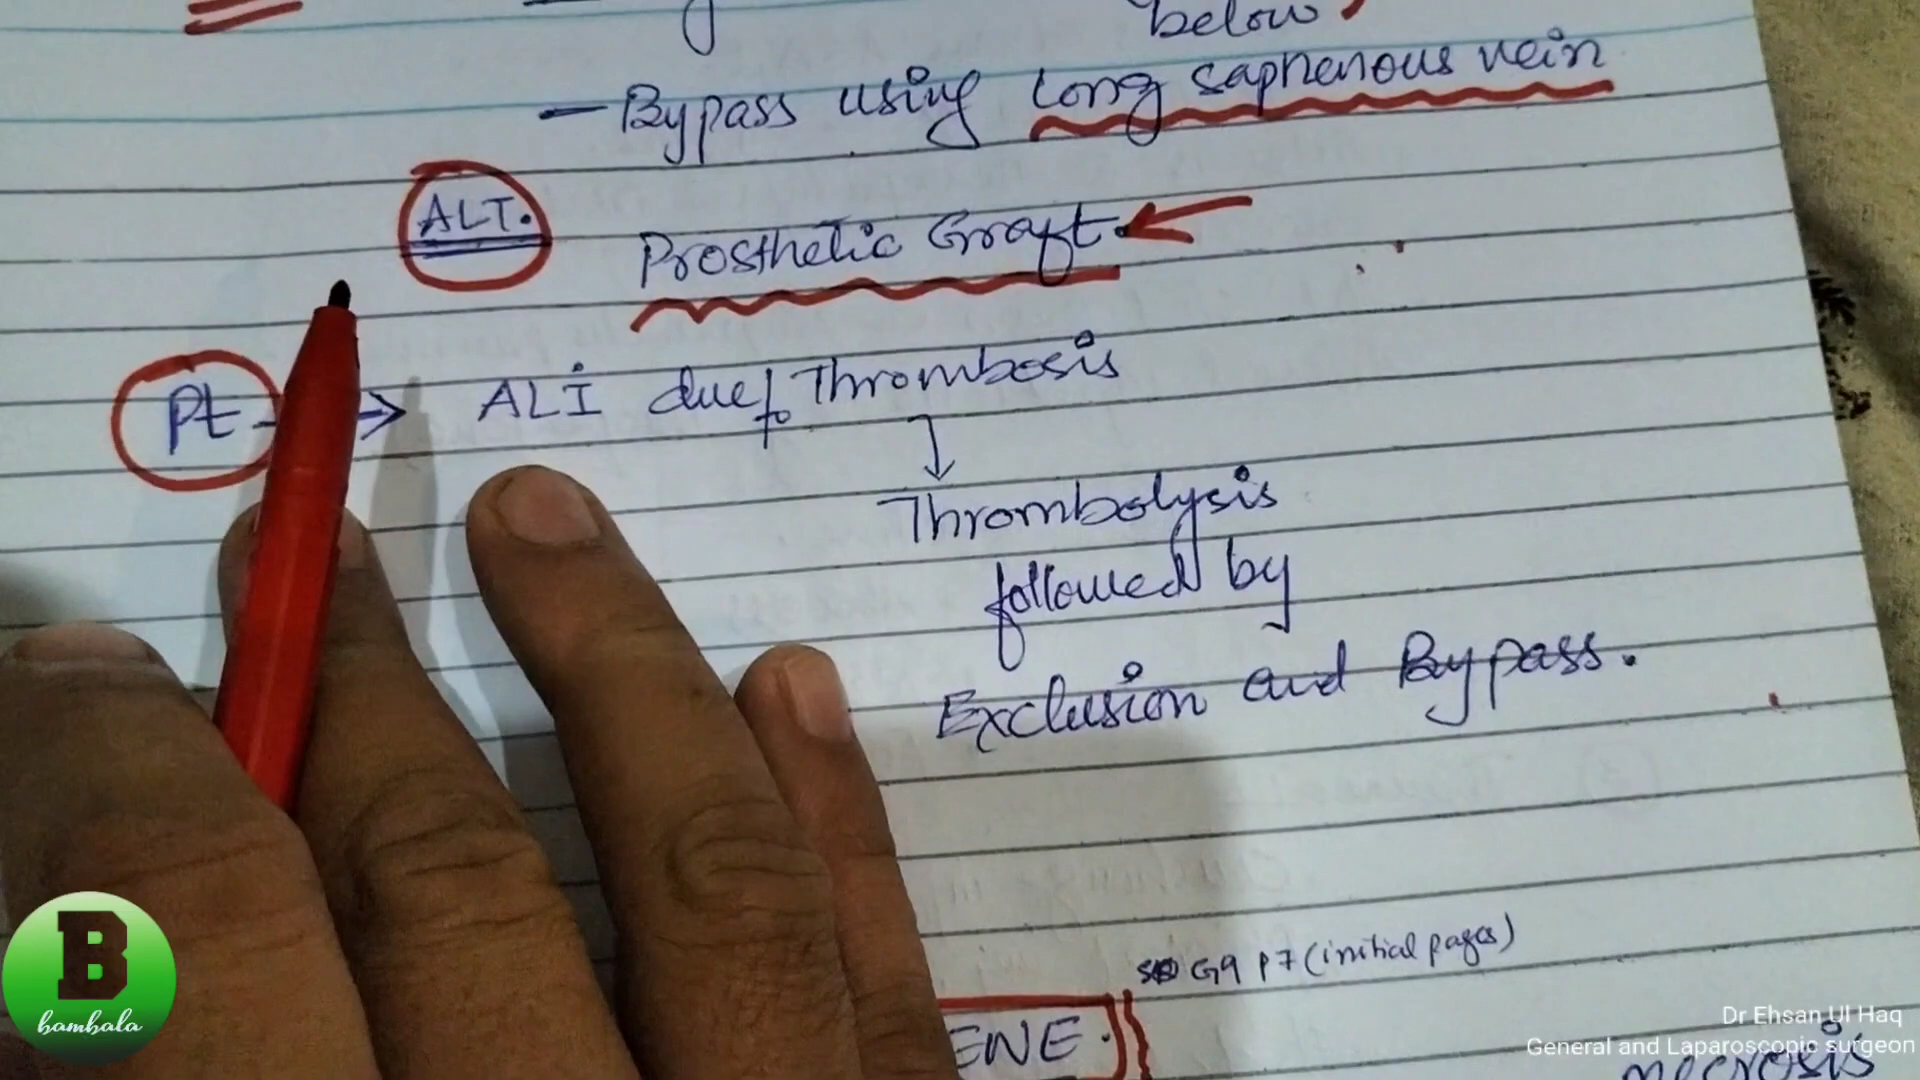 below
— Bypass using long saphenous vein
ALT. Prosthetic Graft.
Pt → ALI due to Thrombosis
↓
Thrombolysis
followed by
Exclusion and Bypass.
G9 P7 (initial pages)
ENE.
necrosis
B
bambala
Dr Ehsan Ul Haq
General and Laparoscopic surgeon